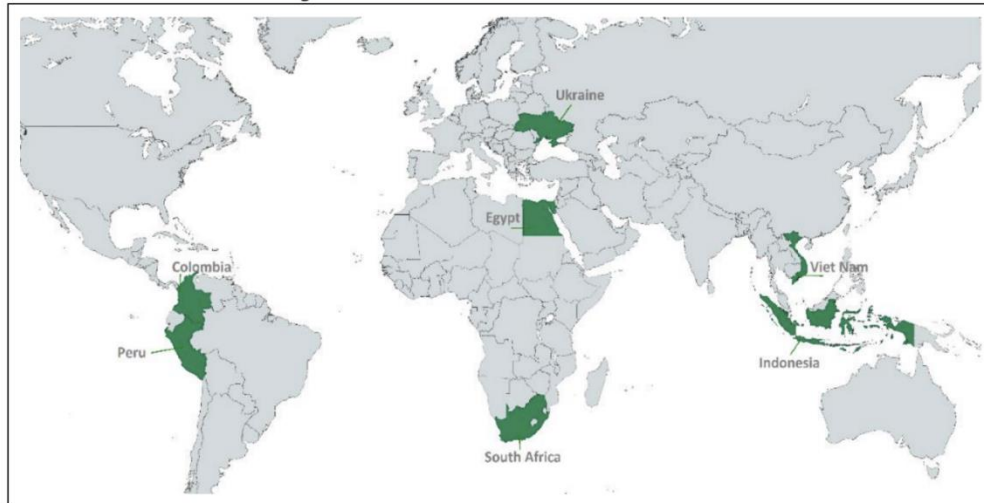 Ukraine
Egypt
Colombia
Viet Nam
Peru
Indonesia
South Africa